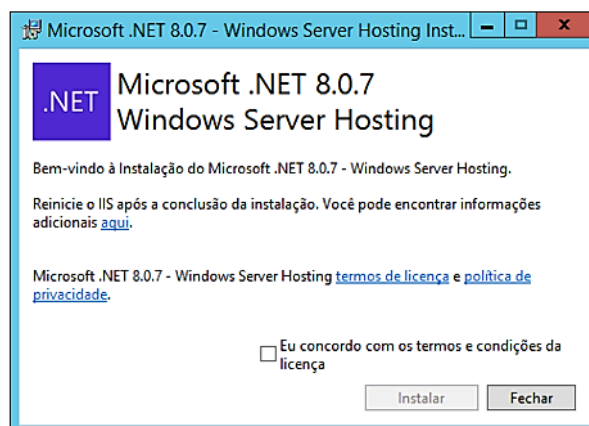 Microsoft .NET 8.0.7 - Windows Server Hosting Inst...
.NET
Microsoft .NET 8.0.7
Windows Server Hosting
Bem-vindo à Instalação do Microsoft .NET 8.0.7 - Windows Server Hosting.
Reinicie o IIS após a conclusão da instalação. Você pode encontrar informações
adicionais aqui.
Microsoft .NET 8.0.7 - Windows Server Hosting termos de licença e política de
privacidade.
Eu concordo com os termos e condições da
licença
Instalar
Fechar